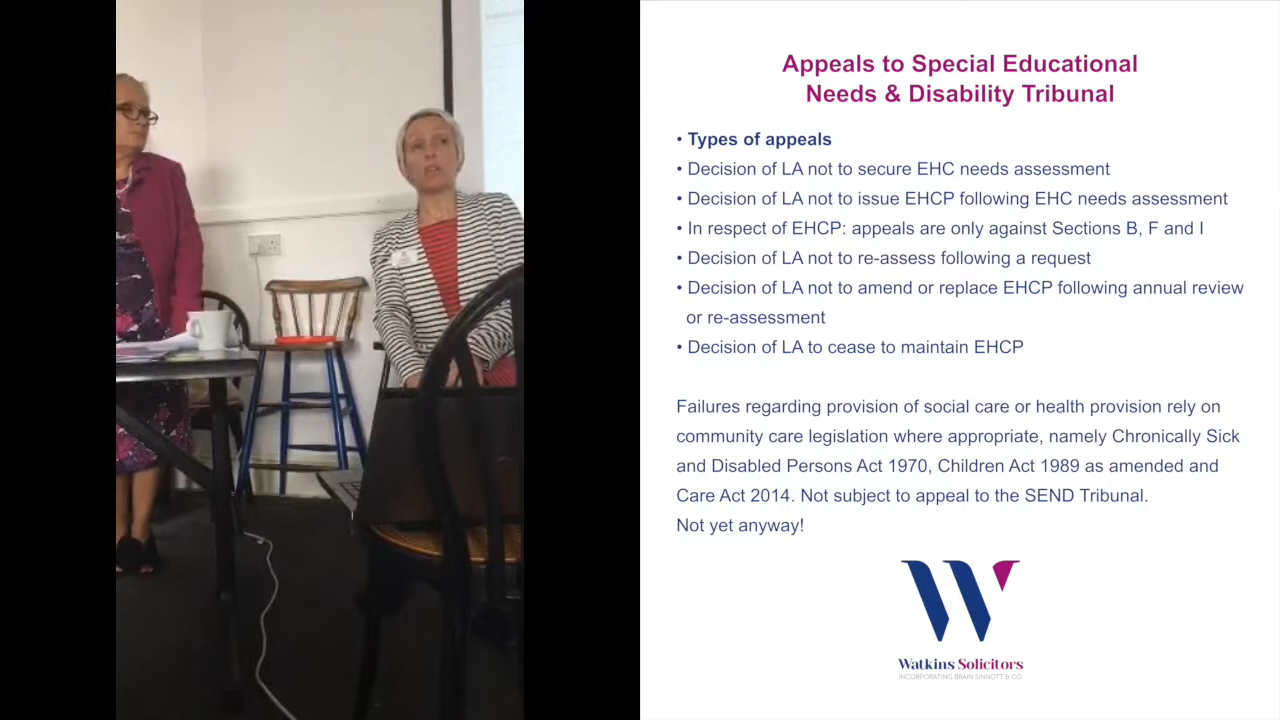 Appeals to Special Educational
Needs & Disability Tribunal
• Types of appeals
• Decision of LA not to secure EHC needs assessment
• Decision of LA not to issue EHCP following EHC needs assessment
• In respect of EHCP: appeals are only against Sections B, F and I
• Decision of LA not to re-assess following a request
• Decision of LA not to amend or replace EHCP following annual review
or re-assessment
• Decision of LA to cease to maintain EHCP
Failures regarding provision of social care or health provision rely on
community care legislation where appropriate, namely Chronically Sick
and Disabled Persons Act 1970, Children Act 1989 as amended and
Care Act 2014. Not subject to appeal to the SEND Tribunal.
Not yet anyway!
W
Watkins Solicitors
INCORPORATING BRAIN SINNOTT & CO